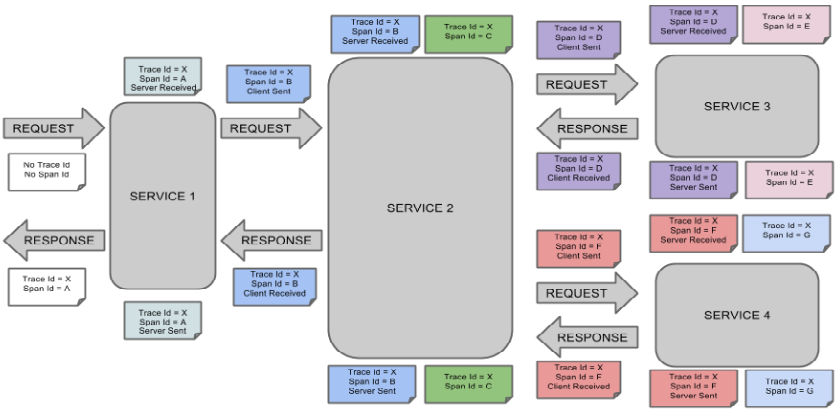 Trace Id = X
Span Id = B
Server Received
Trace Id = X
Span Id = C
Trace Id = X
Span Id = D
Client Sent
Trace Id = X
Span Id = D
Server Received
Trace Id = X
Span Id = E
Trace Id = X
Span Id = A
Server Received
Trace Id = X
Span Id = B
Client Sent
REQUEST
REQUEST
REQUEST
SERVICE 3
RESPONSE
No Trace Id
No Span Id
SERVICE 1
SERVICE 2
Trace Id = X
Span Id = D
Client Received
Trace Id = X
Span Id = D
Server Sent
Trace Id = X
Span Id = E
RESPONSE
RESPONSE
Trace Id = X
Span Id = F
Client Sent
Trace Id = X
Span Id = F
Server Received
Trace Id = X
Span Id = G
Trace Id = X
Span Id = A
Trace Id = X
Span Id = B
Client Received
REQUEST
SERVICE 4
RESPONSE
Trace Id = X
Span Id = A
Server Sent
Trace Id = X
Span Id = B
Server Sent
Trace Id = X
Span Id = C
Trace Id = X
Span Id = F
Client Received
Trace Id = X
Span Id = F
Server Sent
Trace Id = X
Span Id = G